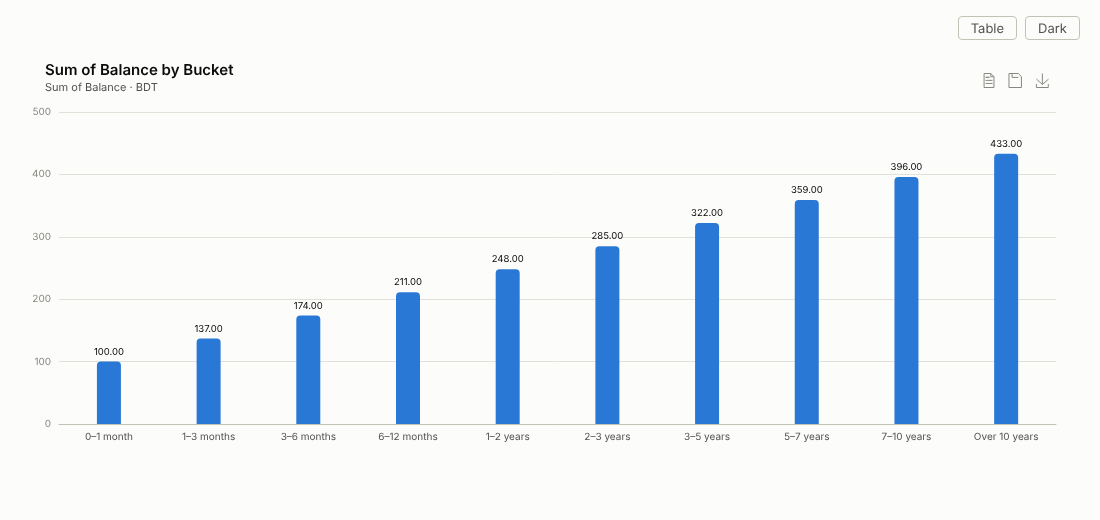 Table Dark
Sum of Balance by Bucket
Sum of Balance · BDT
500
400
300
200
100
0
100.00
137.00
174.00
211.00
248.00
285.00
322.00
359.00
396.00
433.00
0–1 month
1–3 months
3–6 months
6–12 months
1–2 years
2–3 years
3–5 years
5–7 years
7–10 years
Over 10 years